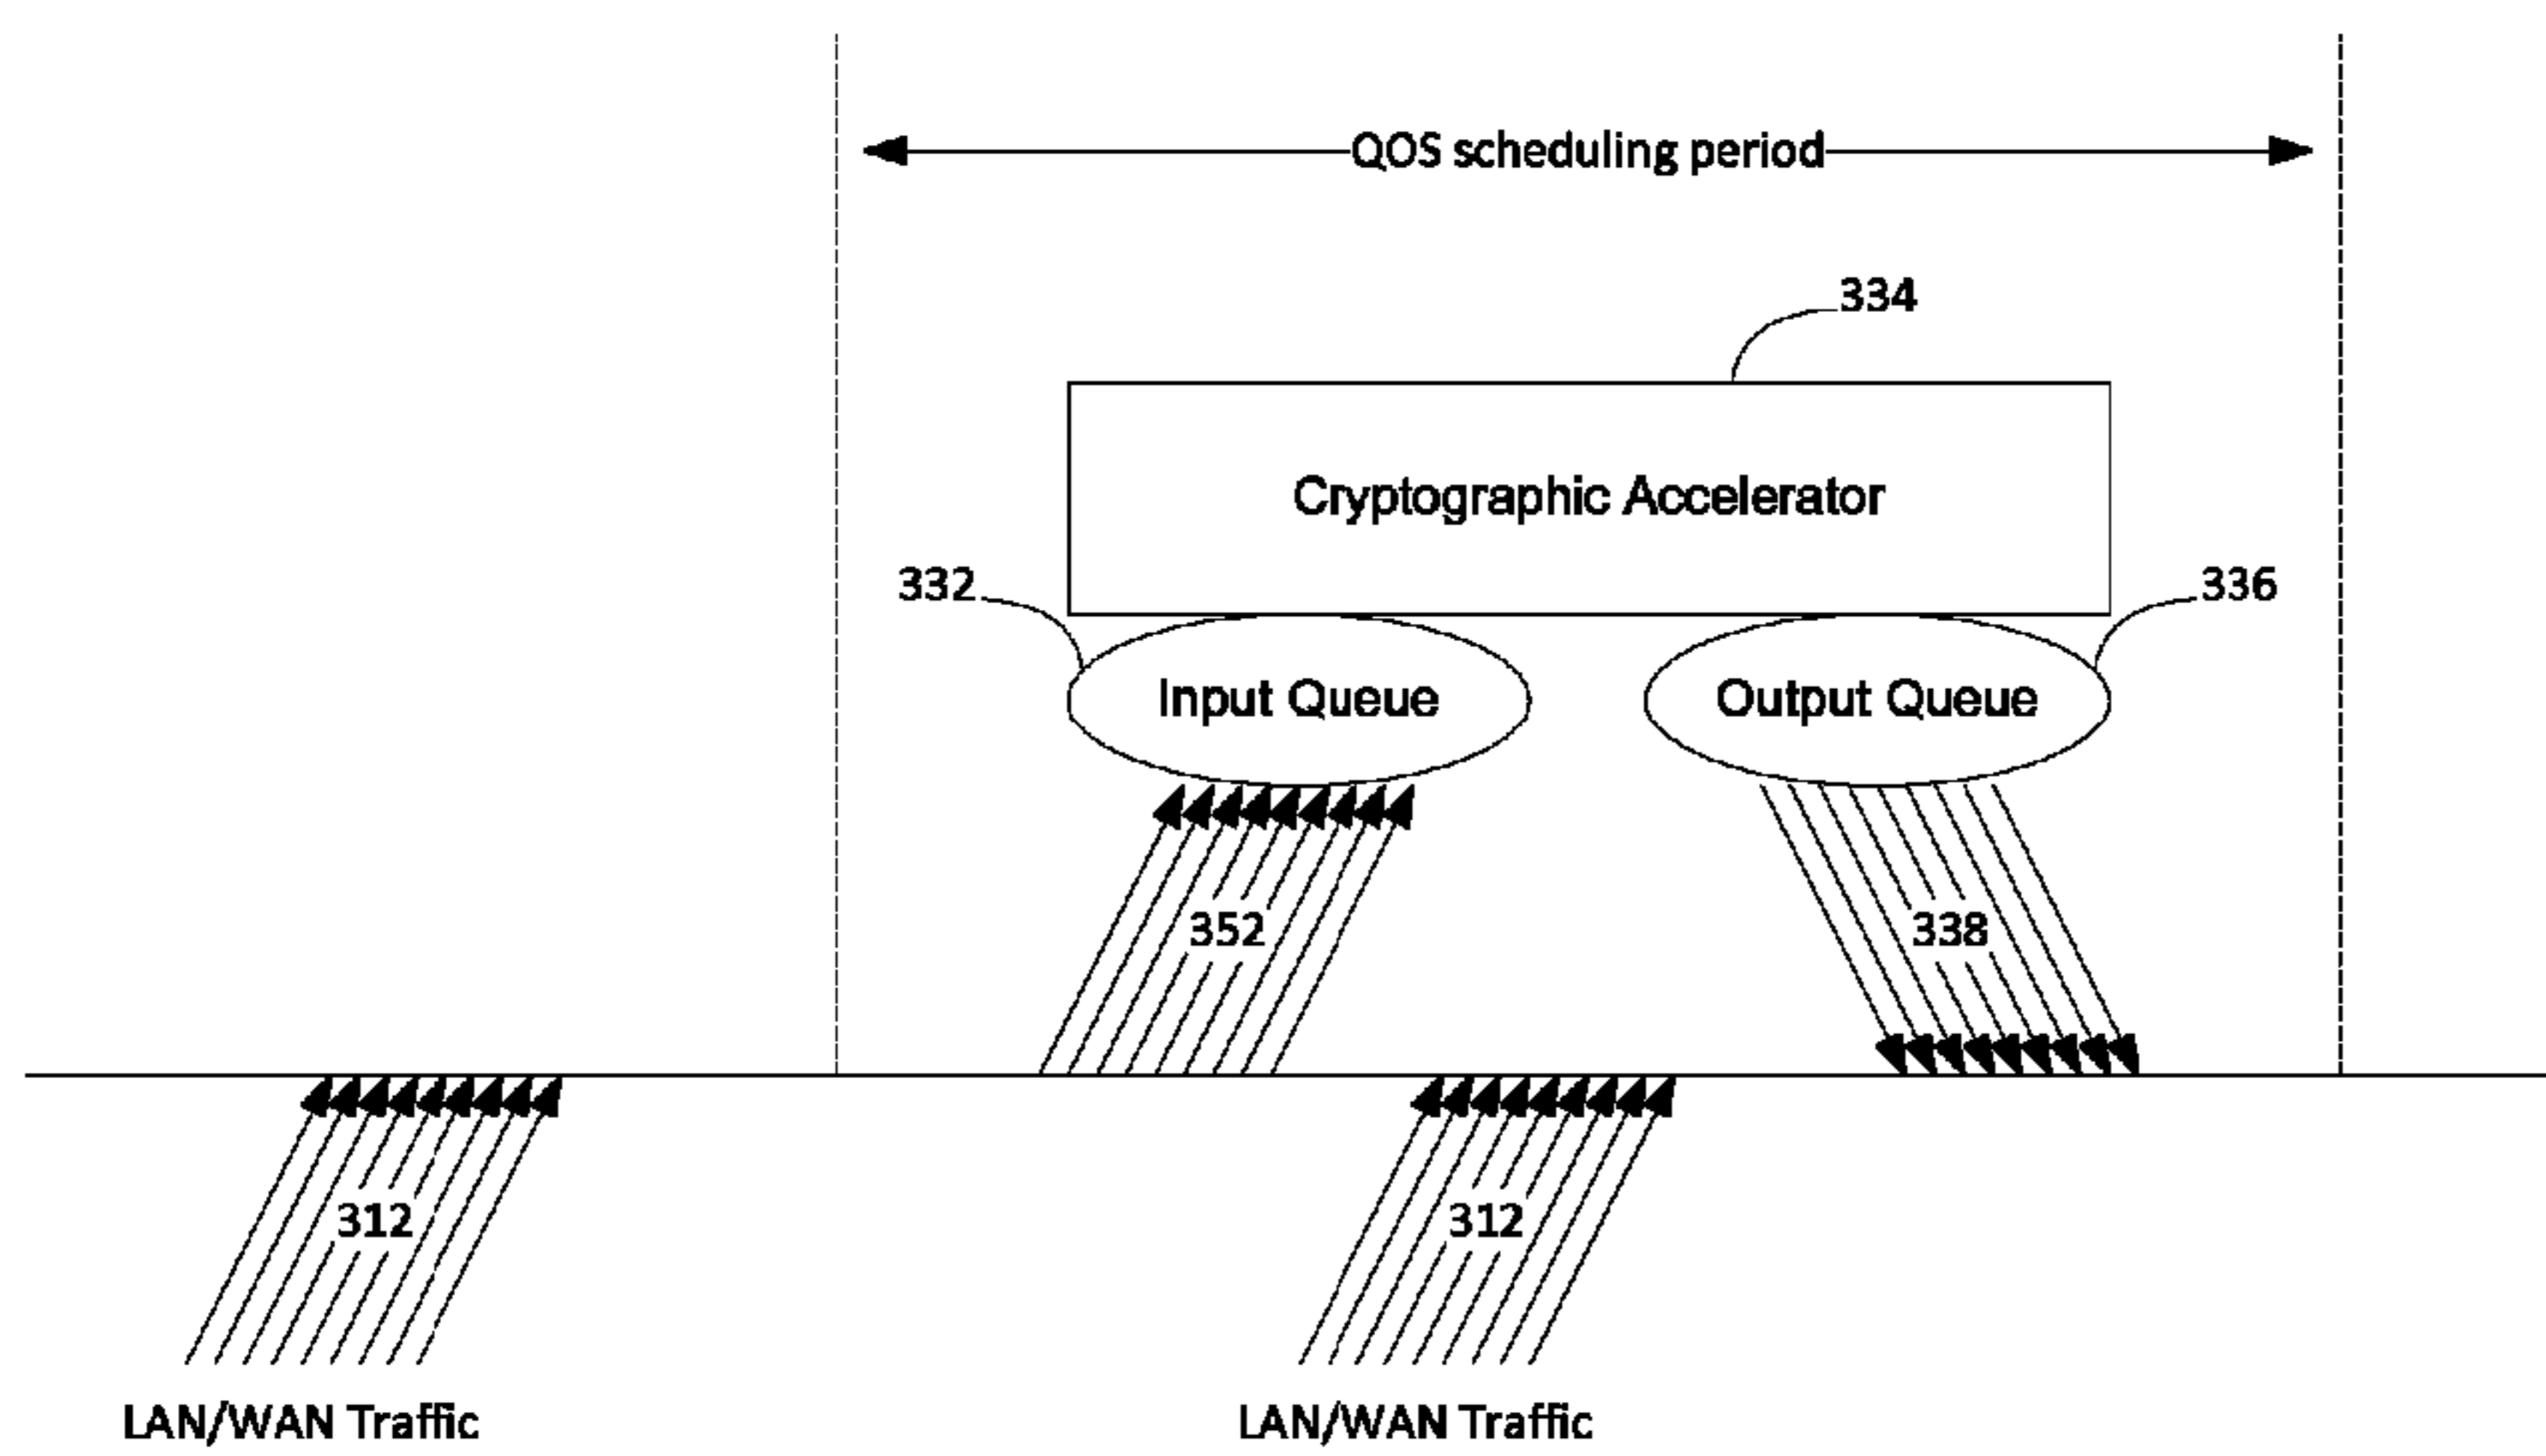 QOS scheduling period
334
Cryptographic Accelerator
332
336
Input Queue
Output Queue
352
338
312
312
LAN/WAN Traffic
LAN/WAN Traffic